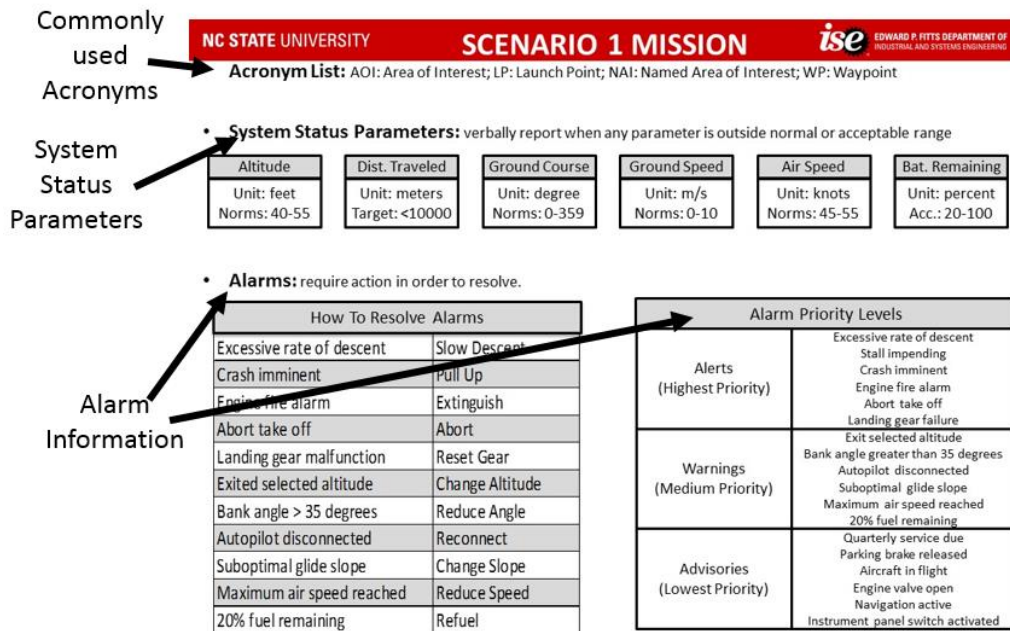 Commonly
used
Acronyms
System
Status
Parameters
Alarm
Information
NC STATE UNIVERSITY
SCENARIO 1 MISSION
ise EDWARD P. FITTS DEPARTMENT OF
INDUSTRIAL AND SYSTEMS ENGINEERING
Acronym List: AOI: Area of Interest; LP: Launch Point; NAI: Named Area of Interest; WP: Waypoint
• System Status Parameters: verbally report when any parameter is outside normal or acceptable range
Altitude
Unit: feet
Norms: 40-55
Dist. Traveled
Unit: meters
Target: <10000
Ground Course
Unit: degree
Norms: 0-359
Ground Speed
Unit: m/s
Norms: 0-10
Air Speed
Unit: knots
Norms: 45-55
Bat. Remaining
Unit: percent
Acc.: 20-100
• Alarms: require action in order to resolve.
How To Resolve Alarms
Excessive rate of descent Slow Descent
Crash imminent Pull Up
Engine fire alarm Extinguish
Abort take off Abort
Landing gear malfunction Reset Gear
Exited selected altitude Change Altitude
Bank angle > 35 degrees Reduce Angle
Autopilot disconnected Reconnect
Suboptimal glide slope Change Slope
Maximum air speed reached Reduce Speed
20% fuel remaining Refuel
Alarm Priority Levels
Alerts
(Highest Priority)
Excessive rate of descent
Stall impending
Crash imminent
Engine fire alarm
Abort take off
Landing gear failure
Warnings
(Medium Priority)
Exit selected altitude
Bank angle greater than 35 degrees
Autopilot disconnected
Suboptimal glide slope
Maximum air speed reached
20% fuel remaining
Advisories
(Lowest Priority)
Quarterly service due
Parking brake released
Aircraft in flight
Engine valve open
Navigation active
Instrument panel switch activated